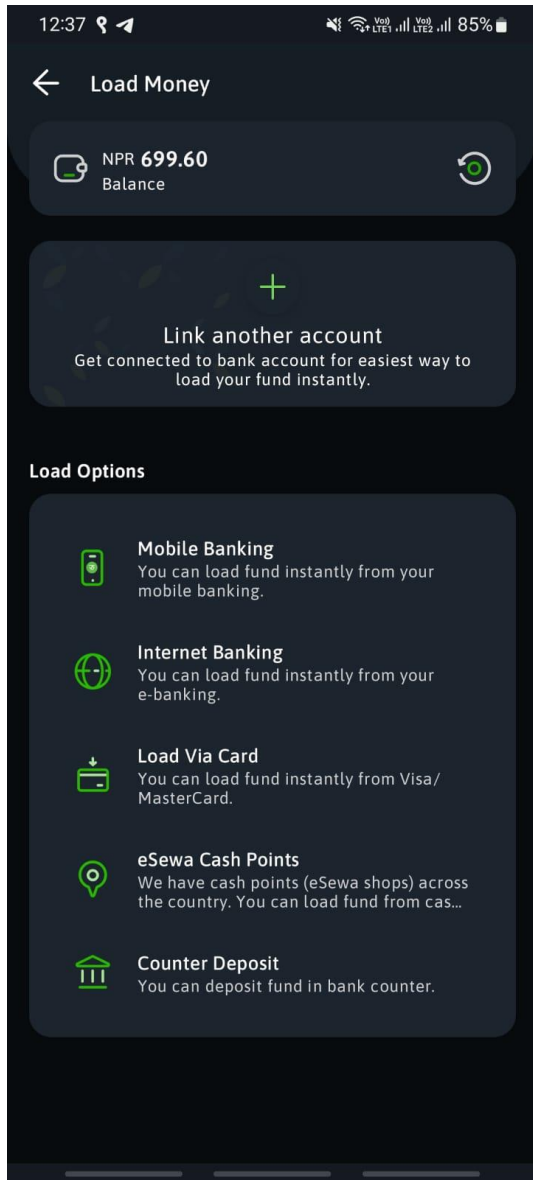 12:37
Vo)) LTE1 Vo)) LTE2 85%
Load Money
NPR 699.60
Balance
Link another account
Get connected to bank account for easiest way to
load your fund instantly.
Load Options
Mobile Banking
You can load fund instantly from your
mobile banking.
Internet Banking
You can load fund instantly from your
e-banking.
Load Via Card
You can load fund instantly from Visa/
MasterCard.
eSewa Cash Points
We have cash points (eSewa shops) across
the country. You can load fund from cas...
Counter Deposit
You can deposit fund in bank counter.